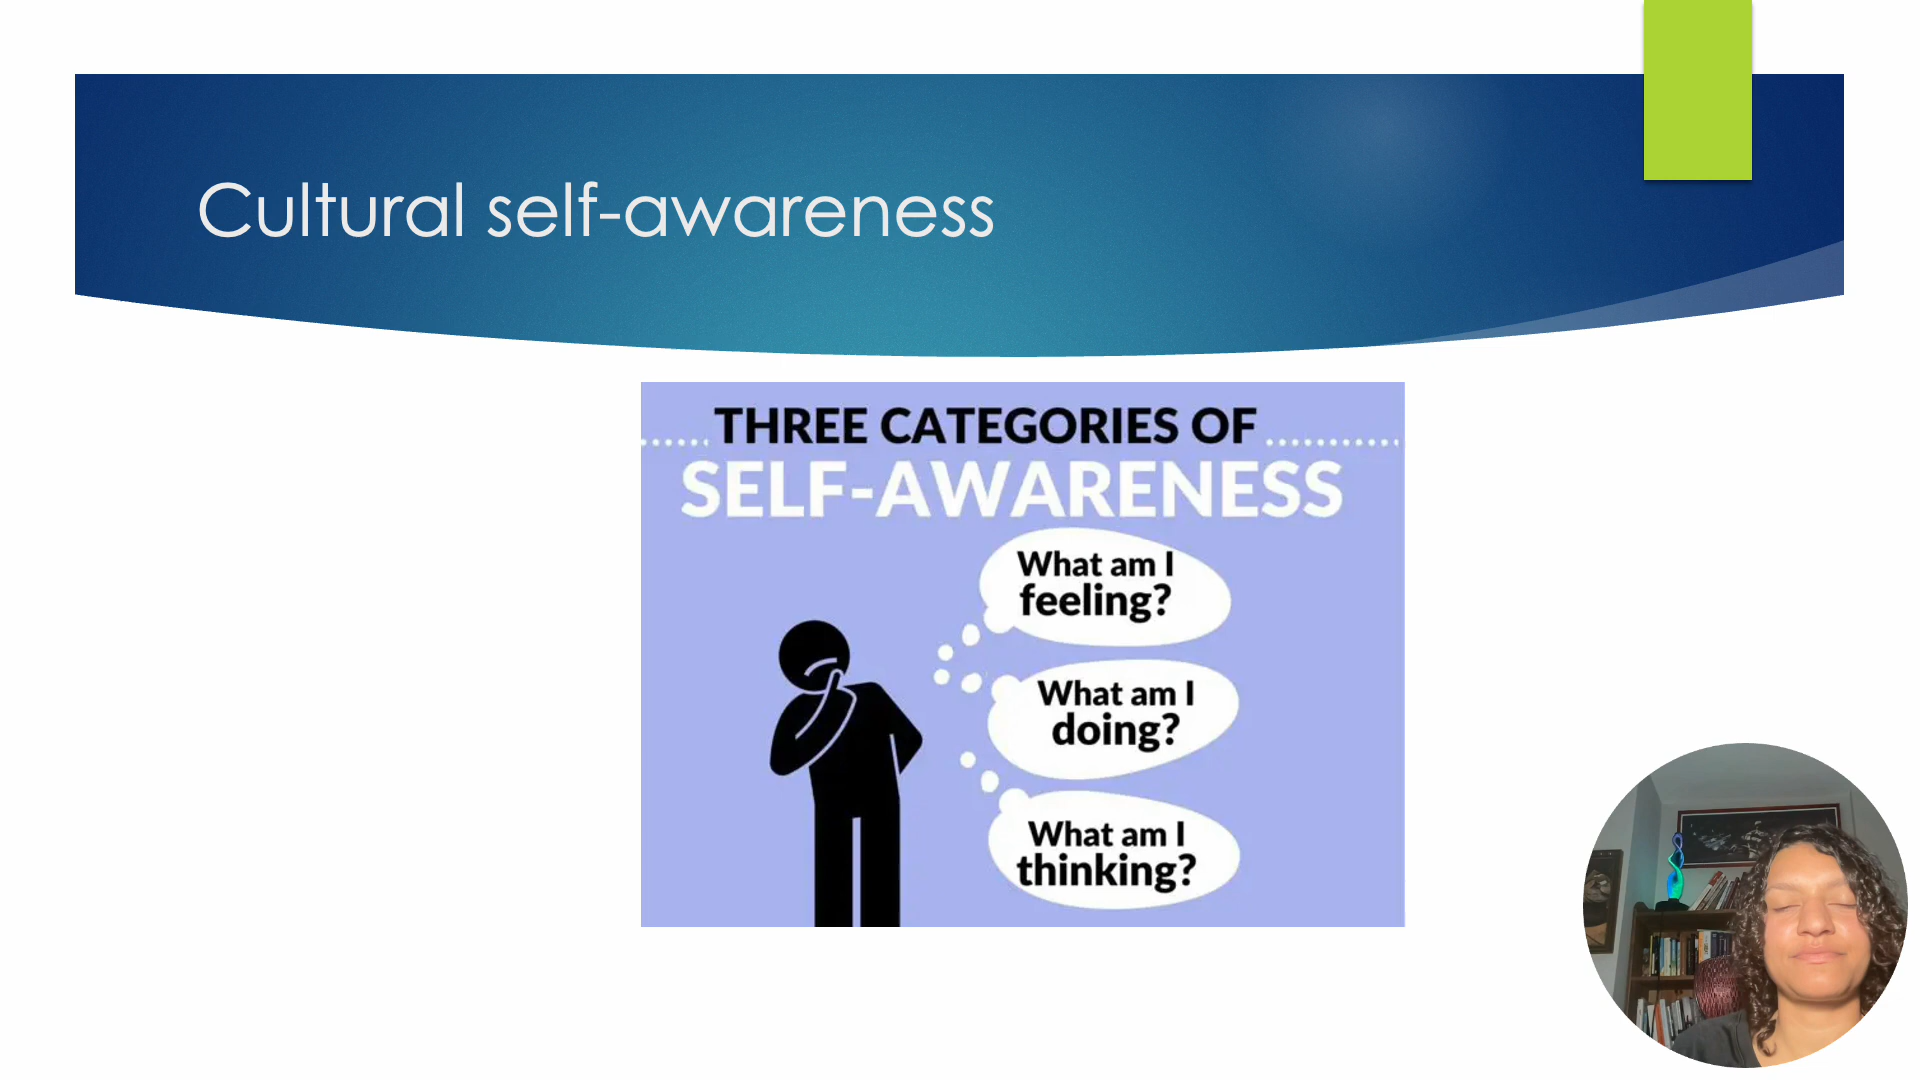 Cultural self-awareness
THREE CATEGORIES OF
SELF-AWARENESS
What am I
feeling?
What am I
doing?
What am I
thinking?